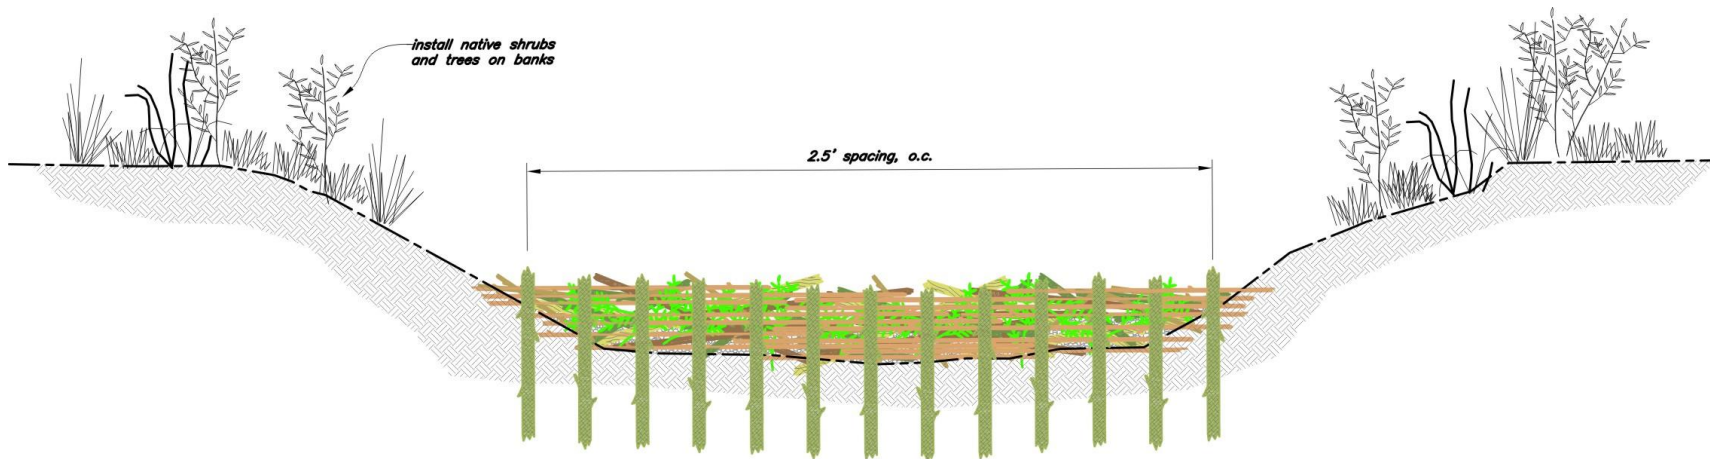 install native shrubs
and trees on banks
2.5' spacing, o.c.